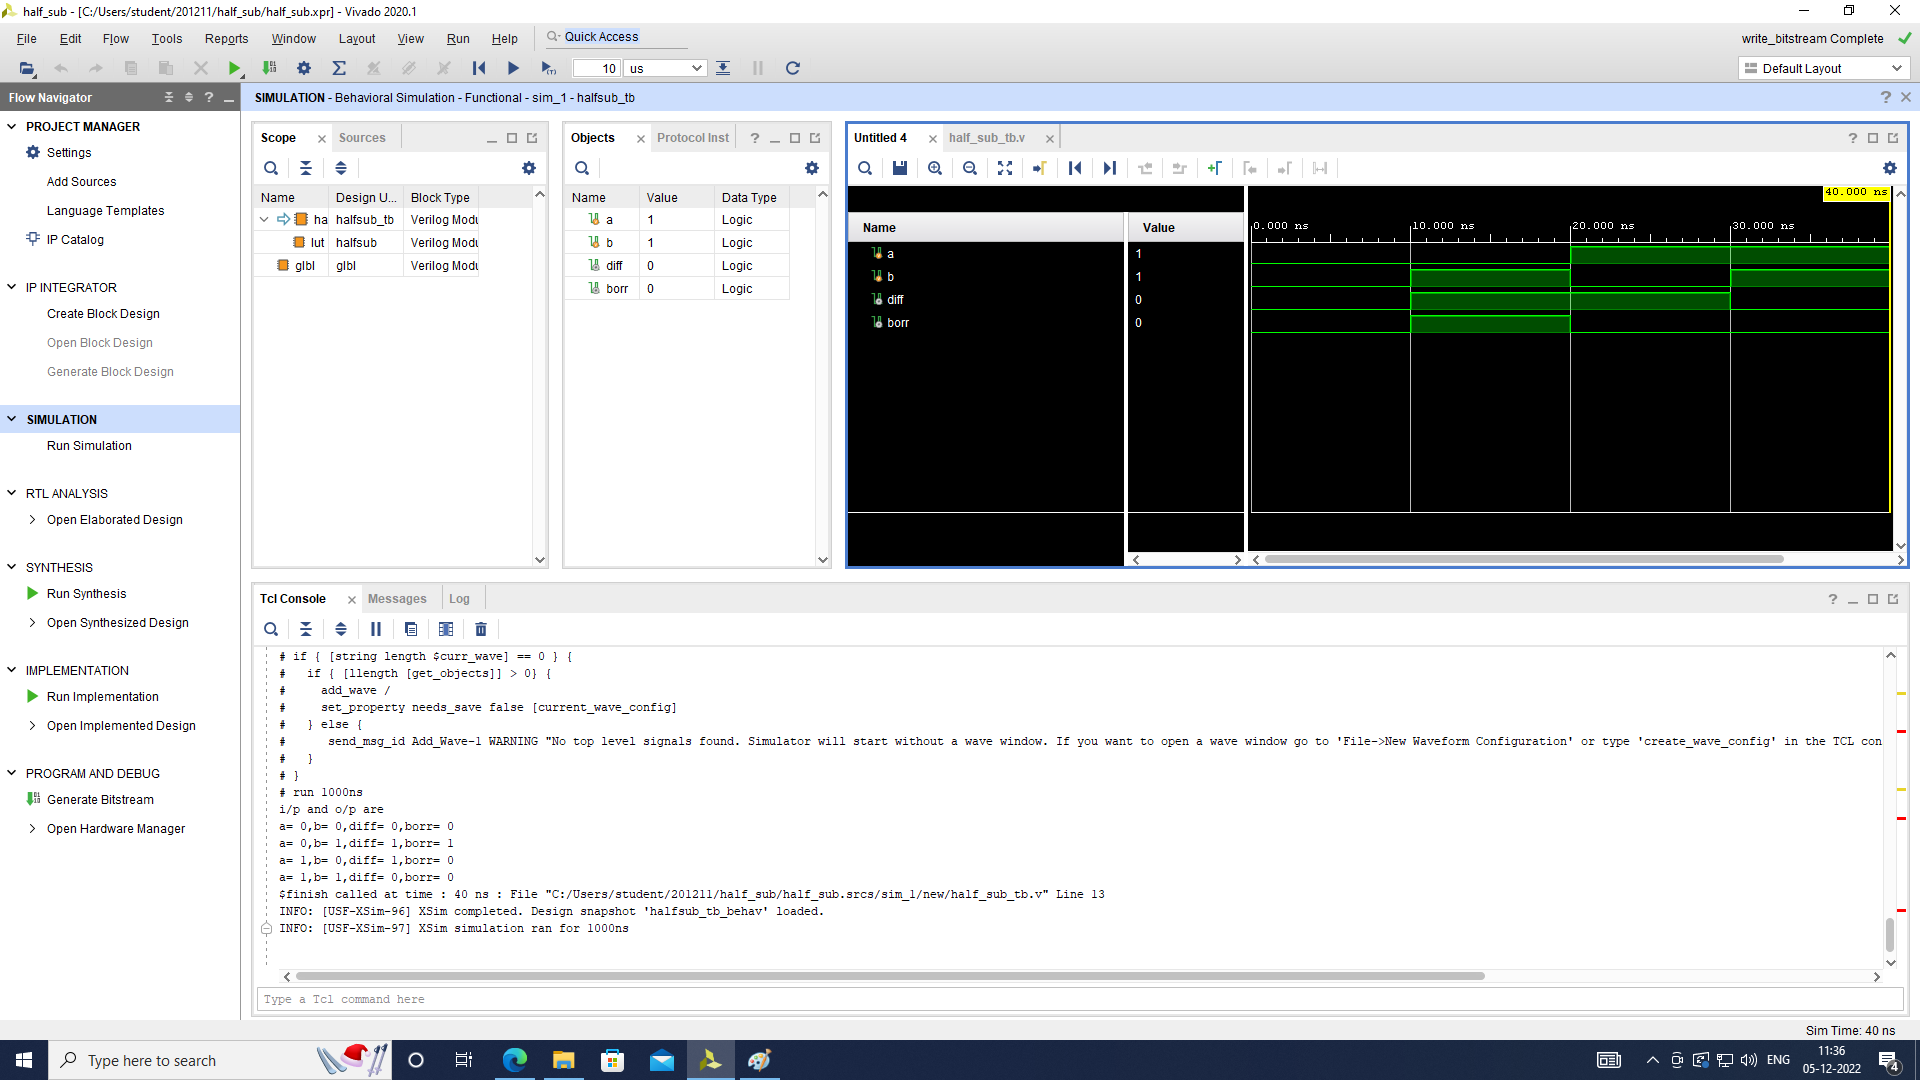 half_sub - [C:/Users/student/201211/half_sub/half_sub.xpr] - Vivado 2020.1
File Edit Flow Tools Reports Window Layout View Run Help Quick Access
write_bitstream Complete
10 us
Default Layout
Flow Navigator
PROJECT MANAGER
Settings
Add Sources
Language Templates
IP Catalog
IP INTEGRATOR
Create Block Design
Open Block Design
Generate Block Design
SIMULATION
Run Simulation
RTL ANALYSIS
Open Elaborated Design
SYNTHESIS
Run Synthesis
Open Synthesized Design
IMPLEMENTATION
Run Implementation
Open Implemented Design
PROGRAM AND DEBUG
Generate Bitstream
Open Hardware Manager
SIMULATION - Behavioral Simulation - Functional - sim_1 - halfsub_tb
Scope Sources
Name Design U... Block Type
ha halfsub_tb Verilog Modu
lut halfsub Verilog Modu
glbl glbl Verilog Modu
Objects Protocol Inst
Name Value Data Type
a 1 Logic
b 1 Logic
diff 0 Logic
borr 0 Logic
Untitled 4 half_sub_tb.v
40.000 ns
Name Value
0.000 ns 10.000 ns 20.000 ns 30.000 ns
a 1
b 1
diff 0
borr 0
Tcl Console Messages Log
# if { [string length $curr_wave] == 0 } {
#   if { [llength [get_objects]] > 0} {
#     add_wave /
#     set_property needs_save false [current_wave_config]
#   } else {
#      send_msg_id Add_Wave-1 WARNING "No top level signals found. Simulator will start without a wave window. If you want to open a wave window go to 'File->New Waveform Configuration' or type 'create_wave_config' in the TCL con
#   }
# }
# run 1000ns
i/p and o/p are
a= 0,b= 0,diff= 0,borr= 0
a= 0,b= 1,diff= 1,borr= 1
a= 1,b= 0,diff= 1,borr= 0
a= 1,b= 1,diff= 0,borr= 0
$finish called at time : 40 ns : File "C:/Users/student/201211/half_sub/half_sub.srcs/sim_1/new/half_sub_tb.v" Line 13
INFO: [USF-XSim-96] XSim completed. Design snapshot 'halfsub_tb_behav' loaded.
INFO: [USF-XSim-97] XSim simulation ran for 1000ns
Type a Tcl command here
Sim Time: 40 ns
Type here to search
ENG
11:36
05-12-2022
4